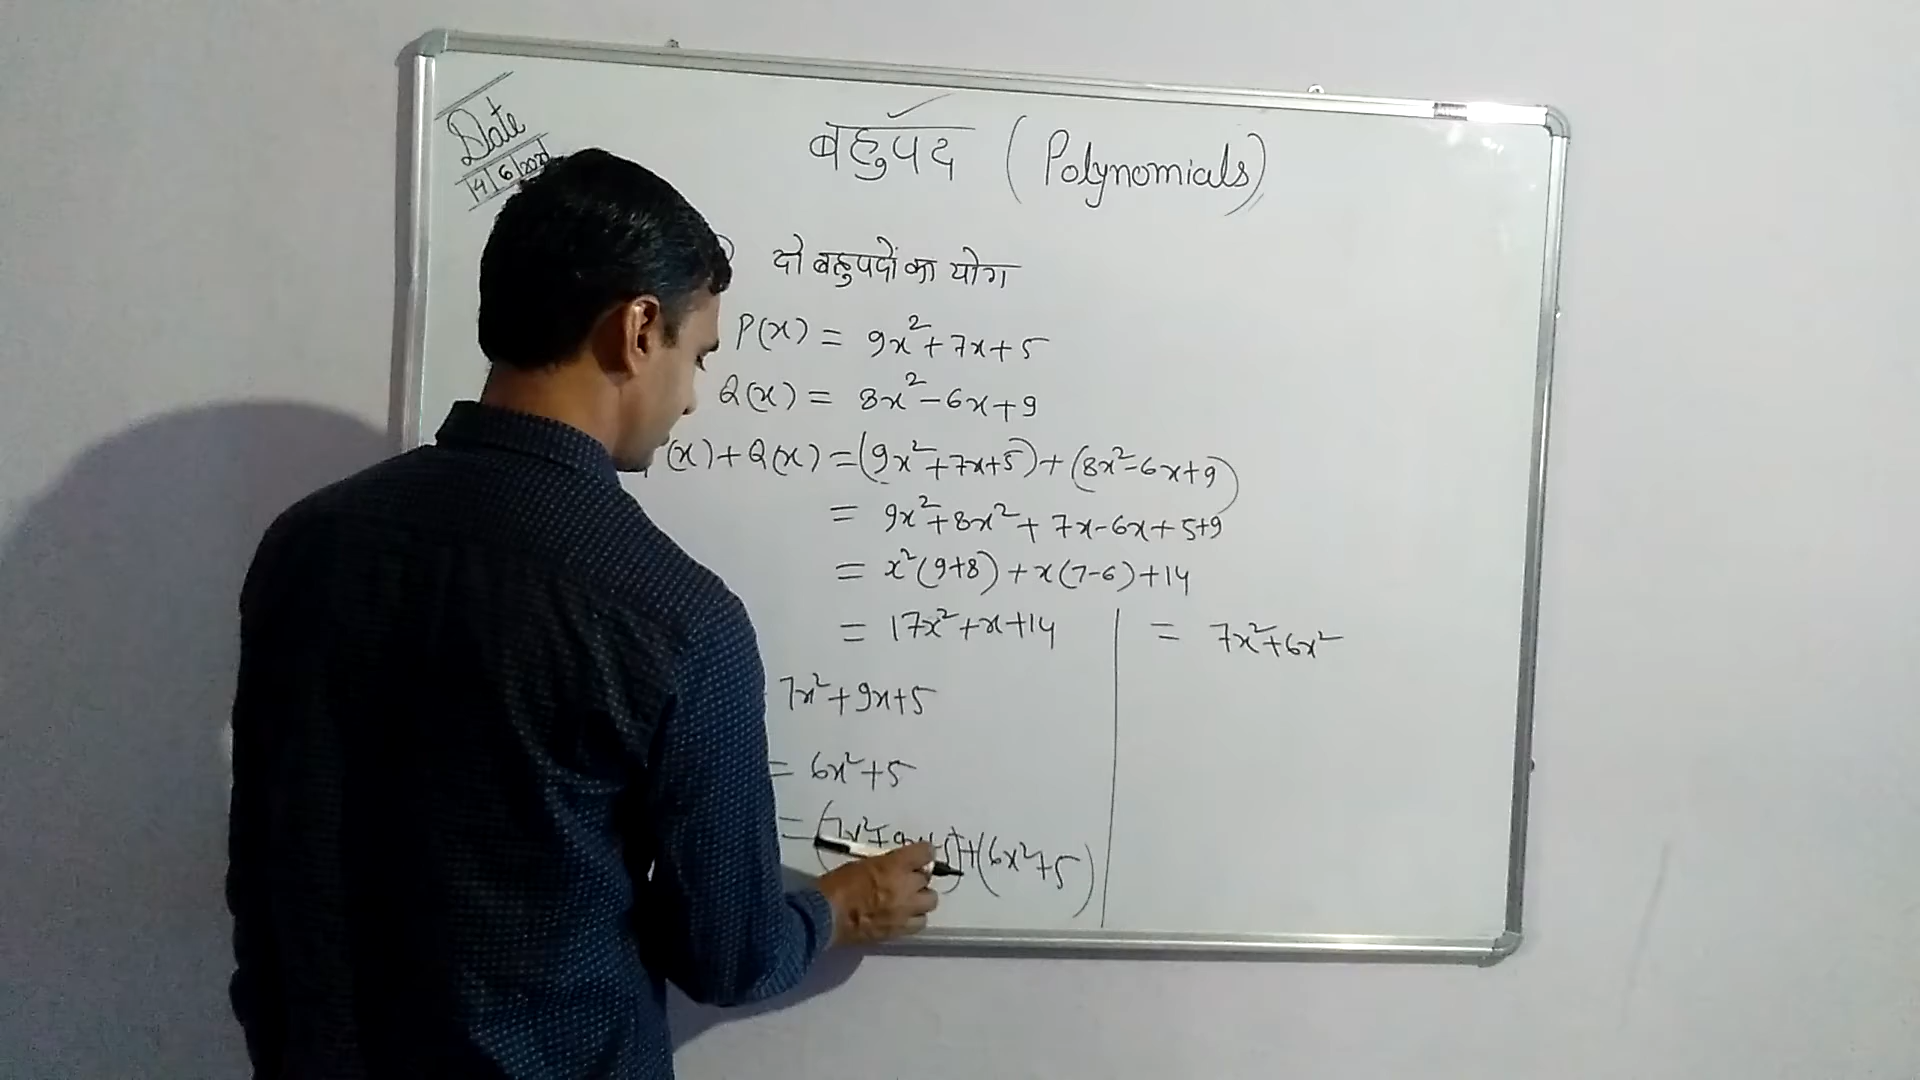 Date
14/6/2020
बहुपद (Polynomials)
दो बहुपदों का योग
P(x) = 9x²+7x+5
Q(x) = 8x²-6x+9
(x)+Q(x) = (9x²+7x+5)+(8x²-6x+9)
= 9x²+8x²+7x-6x+5+9
= x²(9+8)+x(7-6)+14
= 17x²+x+14
7x²+9x+5
= 6x²+5
= (7x²+9x+5)+(6x²+5)
= 7x²+6x²